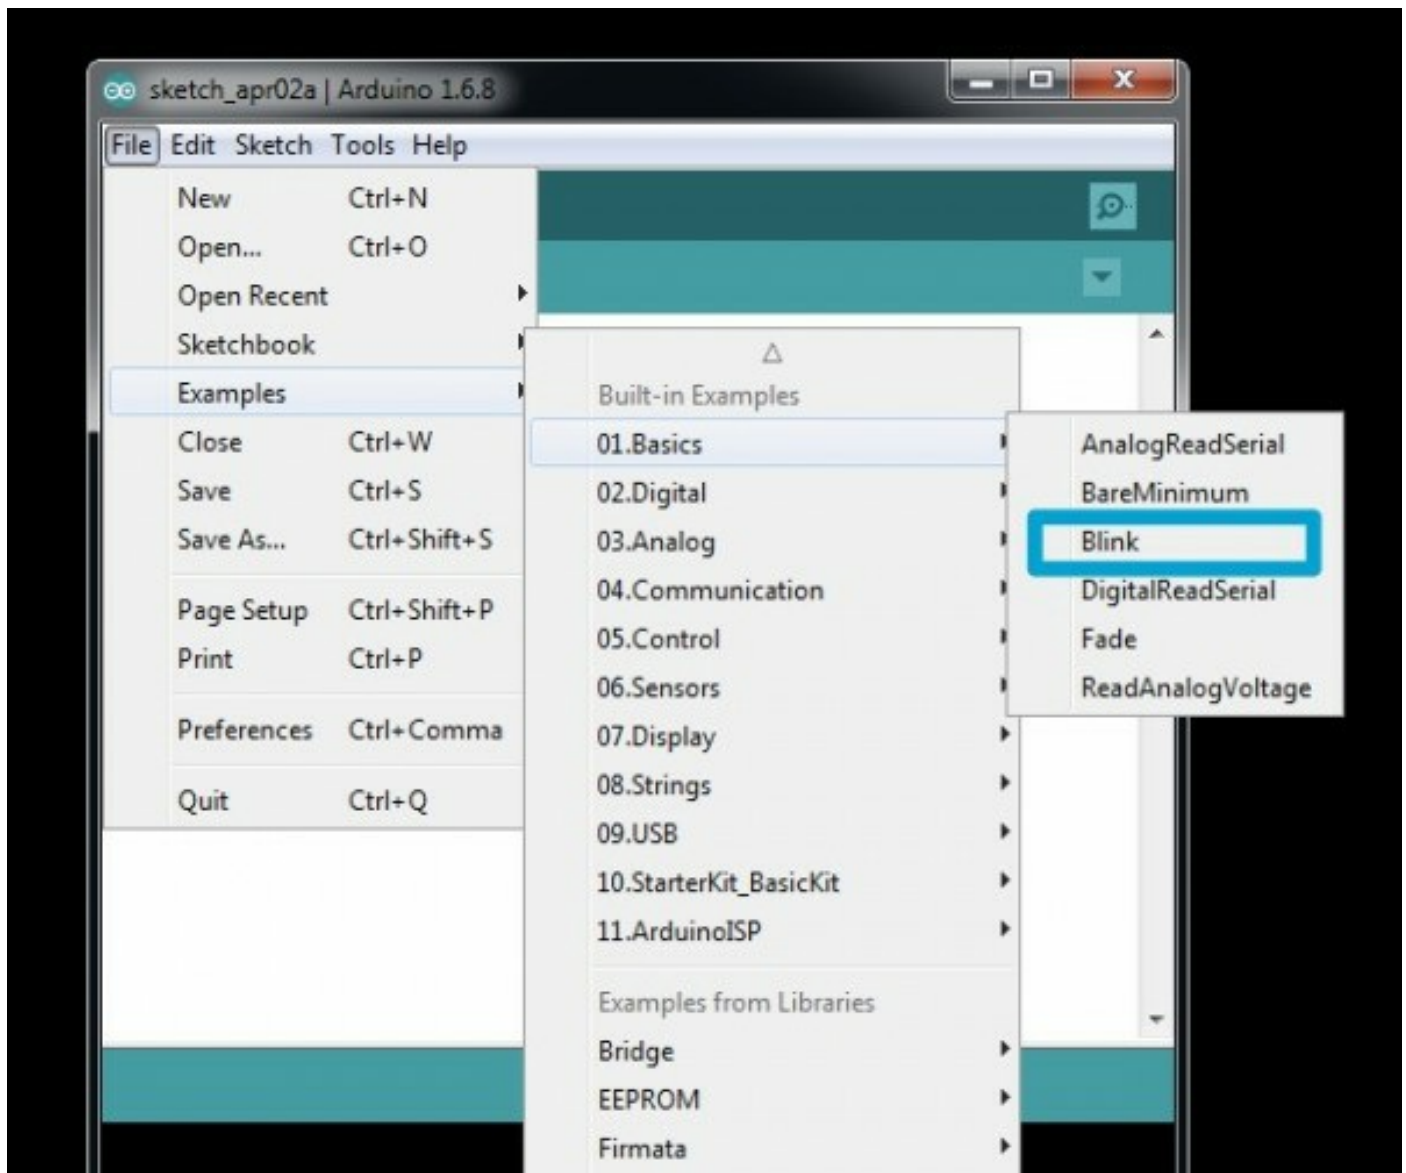 sketch_apr02a | Arduino 1.6.8
File Edit Sketch Tools Help
New Ctrl+N
Open... Ctrl+O
Open Recent
Sketchbook
Examples
Close Ctrl+W
Save Ctrl+S
Save As... Ctrl+Shift+S
Page Setup Ctrl+Shift+P
Print Ctrl+P
Preferences Ctrl+Comma
Quit Ctrl+Q
Built-in Examples
01.Basics
02.Digital
03.Analog
04.Communication
05.Control
06.Sensors
07.Display
08.Strings
09.USB
10.StarterKit_BasicKit
11.ArduinoISP
Examples from Libraries
Bridge
EEPROM
Firmata
AnalogReadSerial
BareMinimum
Blink
DigitalReadSerial
Fade
ReadAnalogVoltage